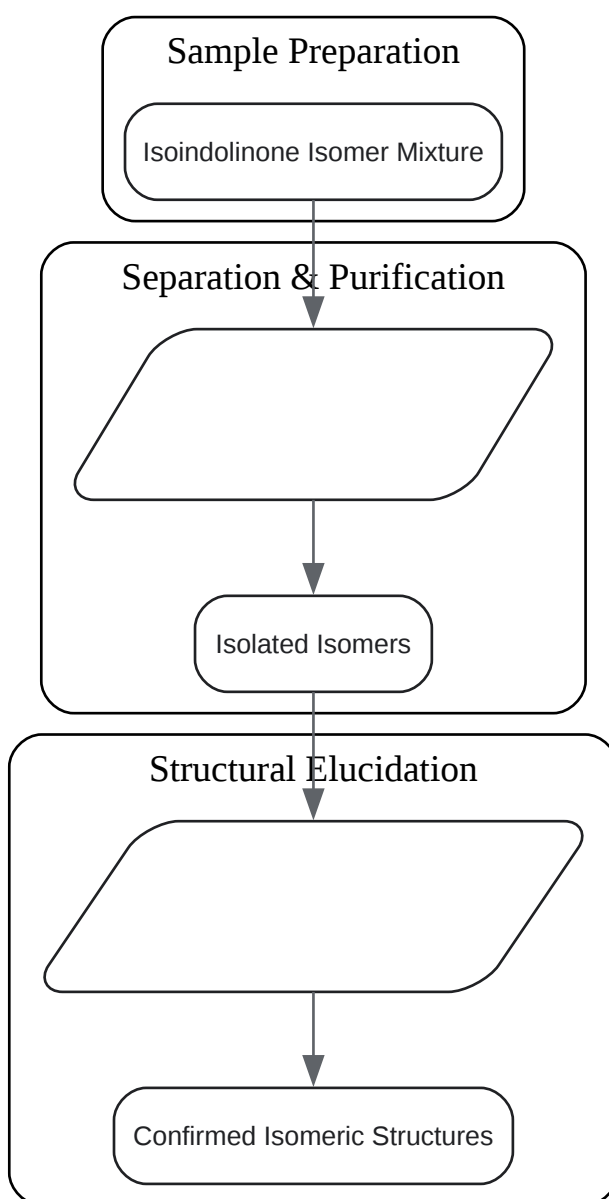 Sample Preparation
Isoindolinone Isomer Mixture
Separation & Purification
Isolated Isomers
Structural Elucidation
Confirmed Isomeric Structures